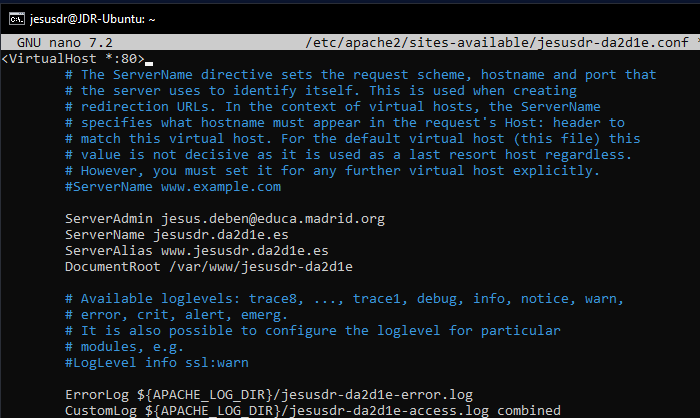 jesusdr@JDR-Ubuntu: ~
GNU nano 7.2 /etc/apache2/sites-available/jesusdr-da2d1e.conf *
<VirtualHost *:80>
# The ServerName directive sets the request scheme, hostname and port that
# the server uses to identify itself. This is used when creating
# redirection URLs. In the context of virtual hosts, the ServerName
# specifies what hostname must appear in the request's Host: header to
# match this virtual host. For the default virtual host (this file) this
# value is not decisive as it is used as a last resort host regardless.
# However, you must set it for any further virtual host explicitly.
#ServerName www.example.com
ServerAdmin jesus.deben@educa.madrid.org
ServerName jesusdr.da2d1e.es
ServerAlias www.jesusdr.da2d1e.es
DocumentRoot /var/www/jesusdr-da2d1e
# Available loglevels: trace8, ..., trace1, debug, info, notice, warn,
# error, crit, alert, emerg.
# It is also possible to configure the loglevel for particular
# modules, e.g.
#LogLevel info ssl:warn
ErrorLog ${APACHE_LOG_DIR}/jesusdr-da2d1e-error.log
CustomLog ${APACHE_LOG_DIR}/jesusdr-da2d1e-access.log combined